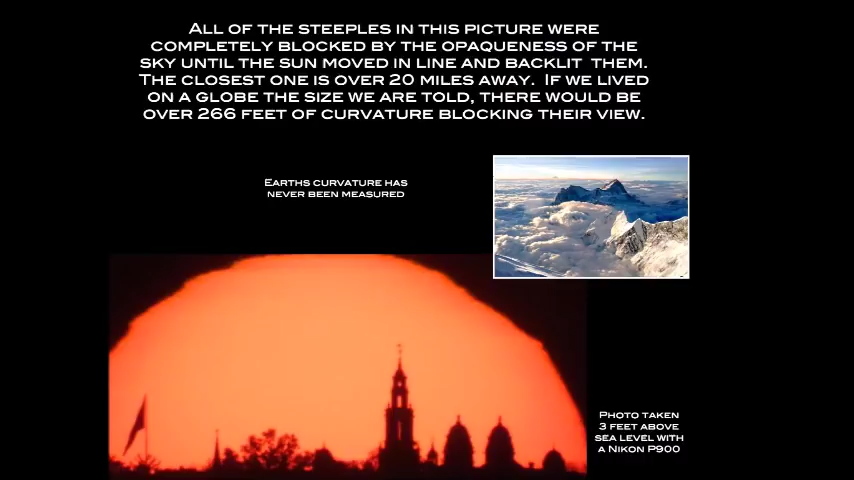 All of the steeples in this picture were
completely blocked by the opaqueness of the
sky until the sun moved in line and backlit them.
The closest one is over 20 miles away. If we lived
on a globe the size we are told, there would be
over 266 feet of curvature blocking their view.
Earths curvature has
never been measured
Photo taken
3 feet above
sea level with
a Nikon P900